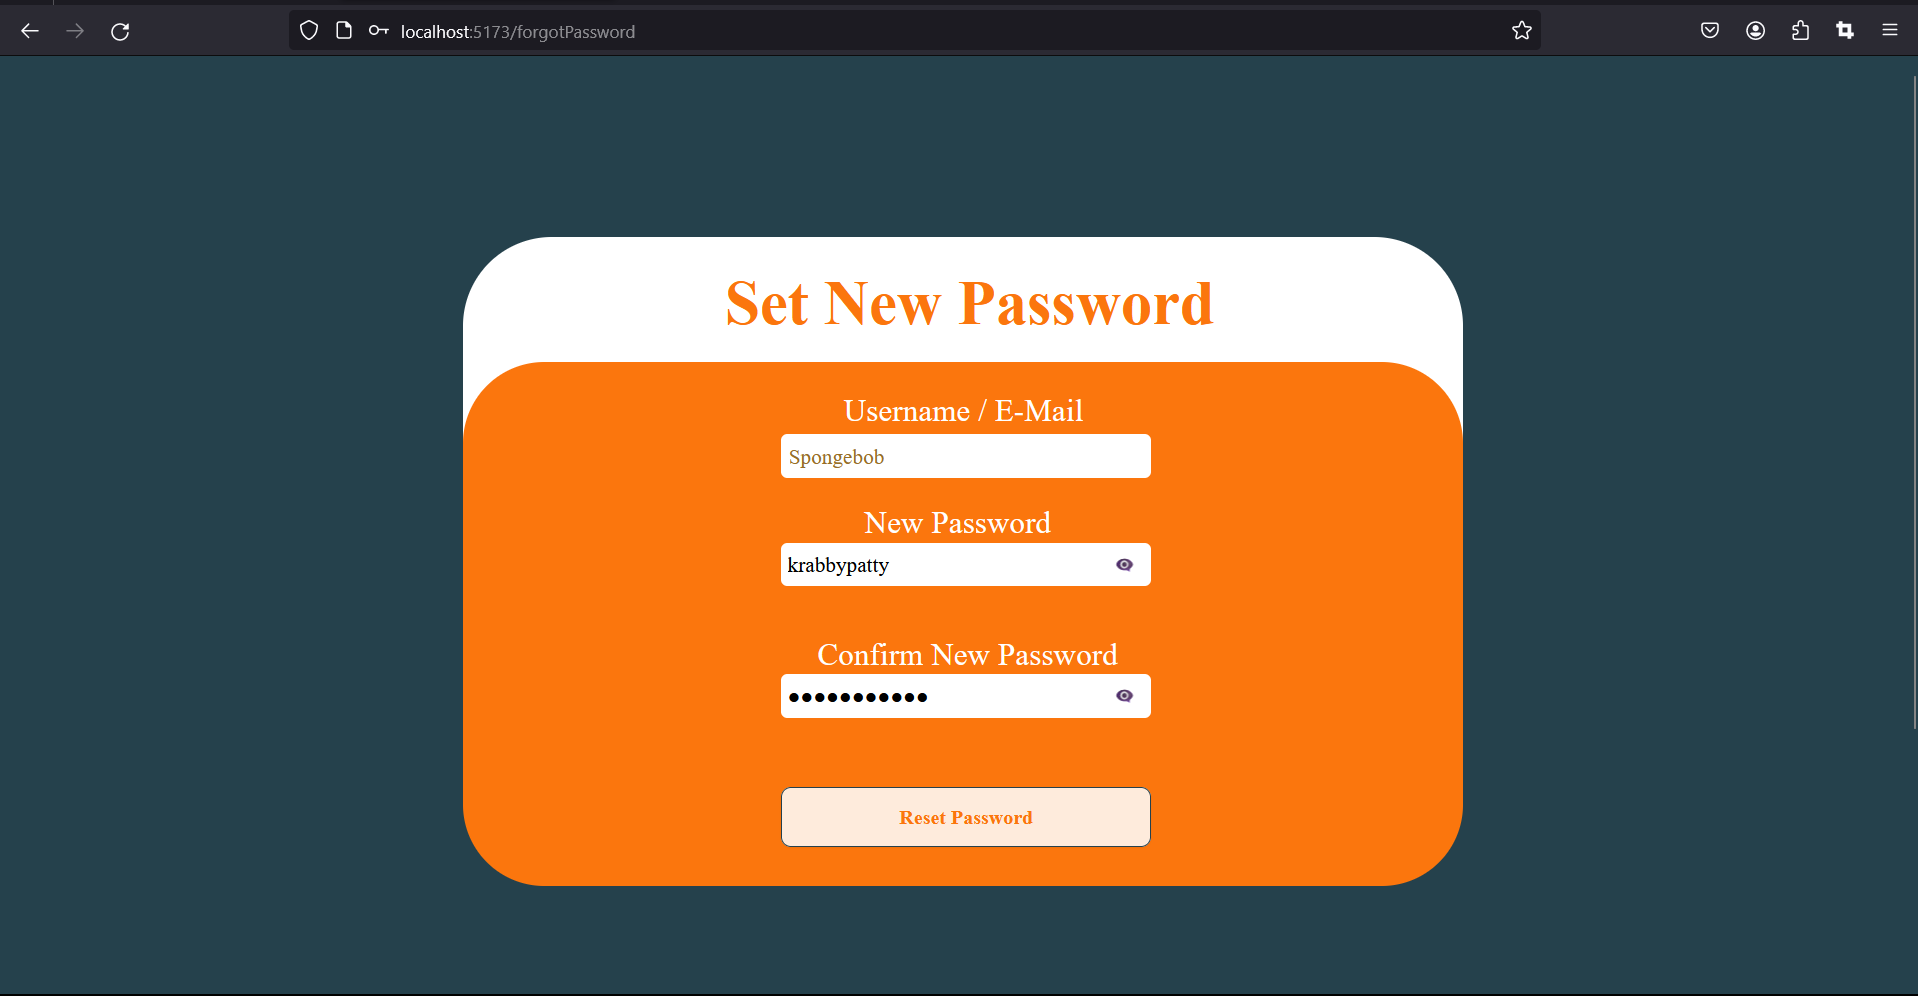 localhost:5173/forgotPassword
Set New Password
Username / E-Mail
Spongebob
New Password
krabbypatty
Confirm New Password
●●●●●●●●●●●
Reset Password